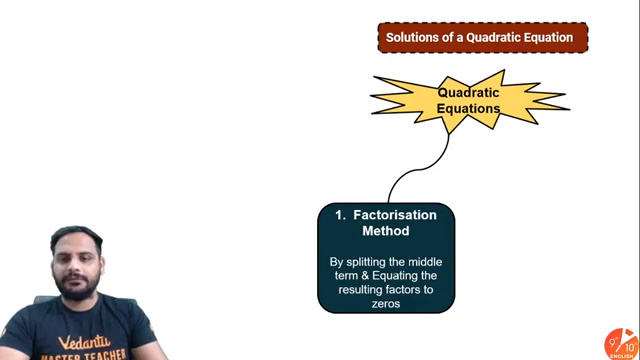 Solutions of a Quadratic Equation
Quadratic
Equations
1. Factorisation
Method
By splitting the middle
term & Equating the
resulting factors to
zeros
Vedantu
MASTER TEACHER
9 10
ENGLISH